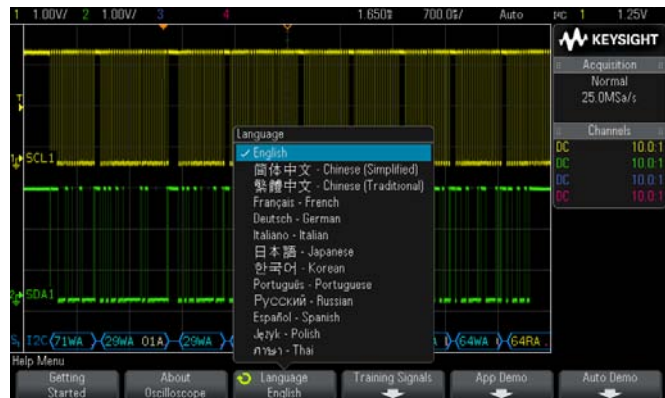 1 1.00V/ 2 1.00V/ 3 4 1.650s 700.0s/ Auto I²C 1 1.25V
KEYSIGHT
Acquisition
Normal
25.0MSa/s
Channels
DC 10.0:1
DC 10.0:1
DC 10.0:1
DC 10.0:1
T
SCL1
SDA1
Language
English
简体中文 - Chinese (Simplified)
繁體中文 - Chinese (Traditional)
Français - French
Deutsch - German
Italiano - Italian
日本語 - Japanese
한국어 - Korean
Português - Portuguese
Русский - Russian
Español - Spanish
Język - Polish
ภาษา - Thai
S1 I2C 71WA 29WA 01A 29WA 64WA 64RA
Help Menu
Getting Started
About Oscilloscope
Language English
Training Signals
App Demo
Auto Demo